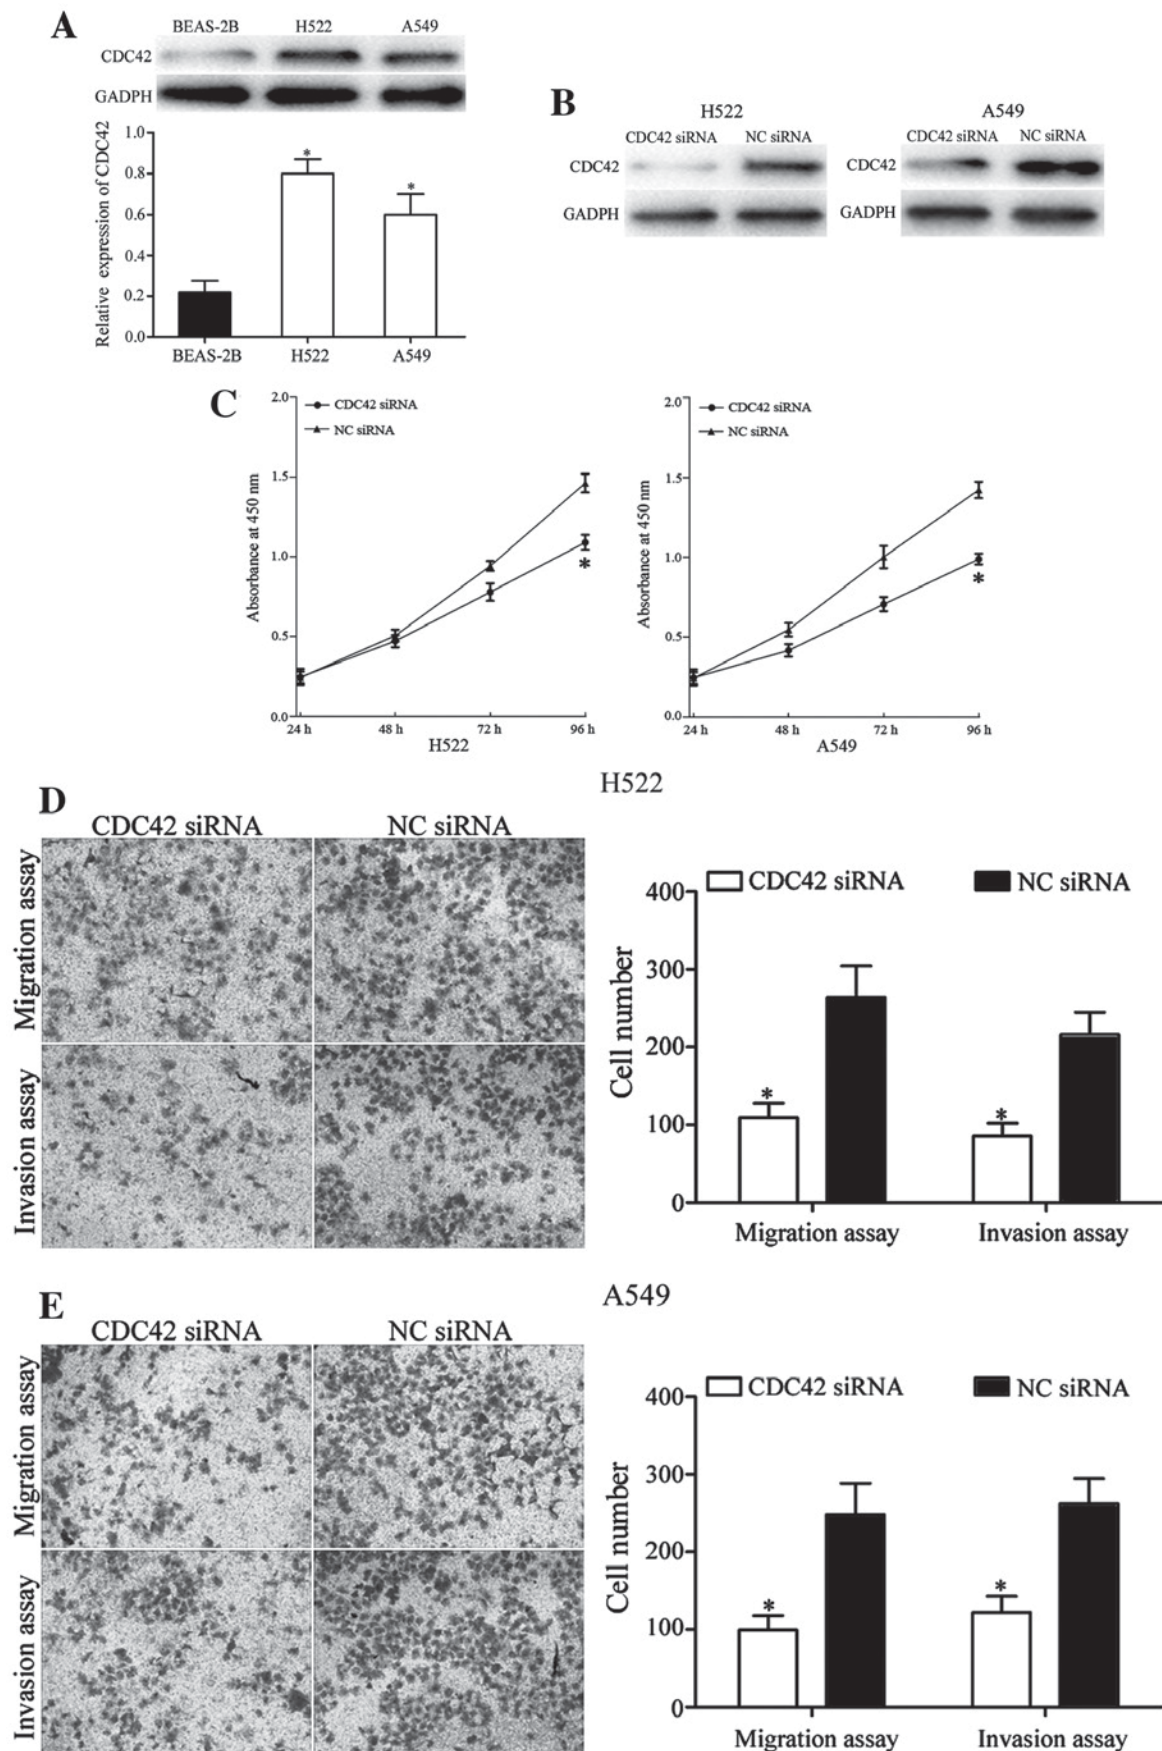 A
BEAS-2B H522 A549
CDC42
GADPH
Relative expression of CDC42
1.0
0.8
0.6
0.4
0.2
0.0
*
*
BEAS-2B H522 A549
B
H522 A549
CDC42 siRNA NC siRNA CDC42 siRNA NC siRNA
CDC42 CDC42
GADPH GADPH
C
Absorbance at 450 nm
2.0
1.5
1.0
0.5
0.0
CDC42 siRNA
NC siRNA
*
24 h 48 h 72 h 96 h
H522
Absorbance at 450 nm
2.0
1.5
1.0
0.5
0.0
CDC42 siRNA
NC siRNA
*
24 h 48 h 72 h 96 h
A549
H522
D
CDC42 siRNA NC siRNA
Migration assay
Invasion assay
CDC42 siRNA NC siRNA
Cell number
400
300
200
100
0
*
*
Migration assay Invasion assay
A549
E
CDC42 siRNA NC siRNA
Migration assay
Invasion assay
CDC42 siRNA NC siRNA
Cell number
400
300
200
100
0
*
*
Migration assay Invasion assay